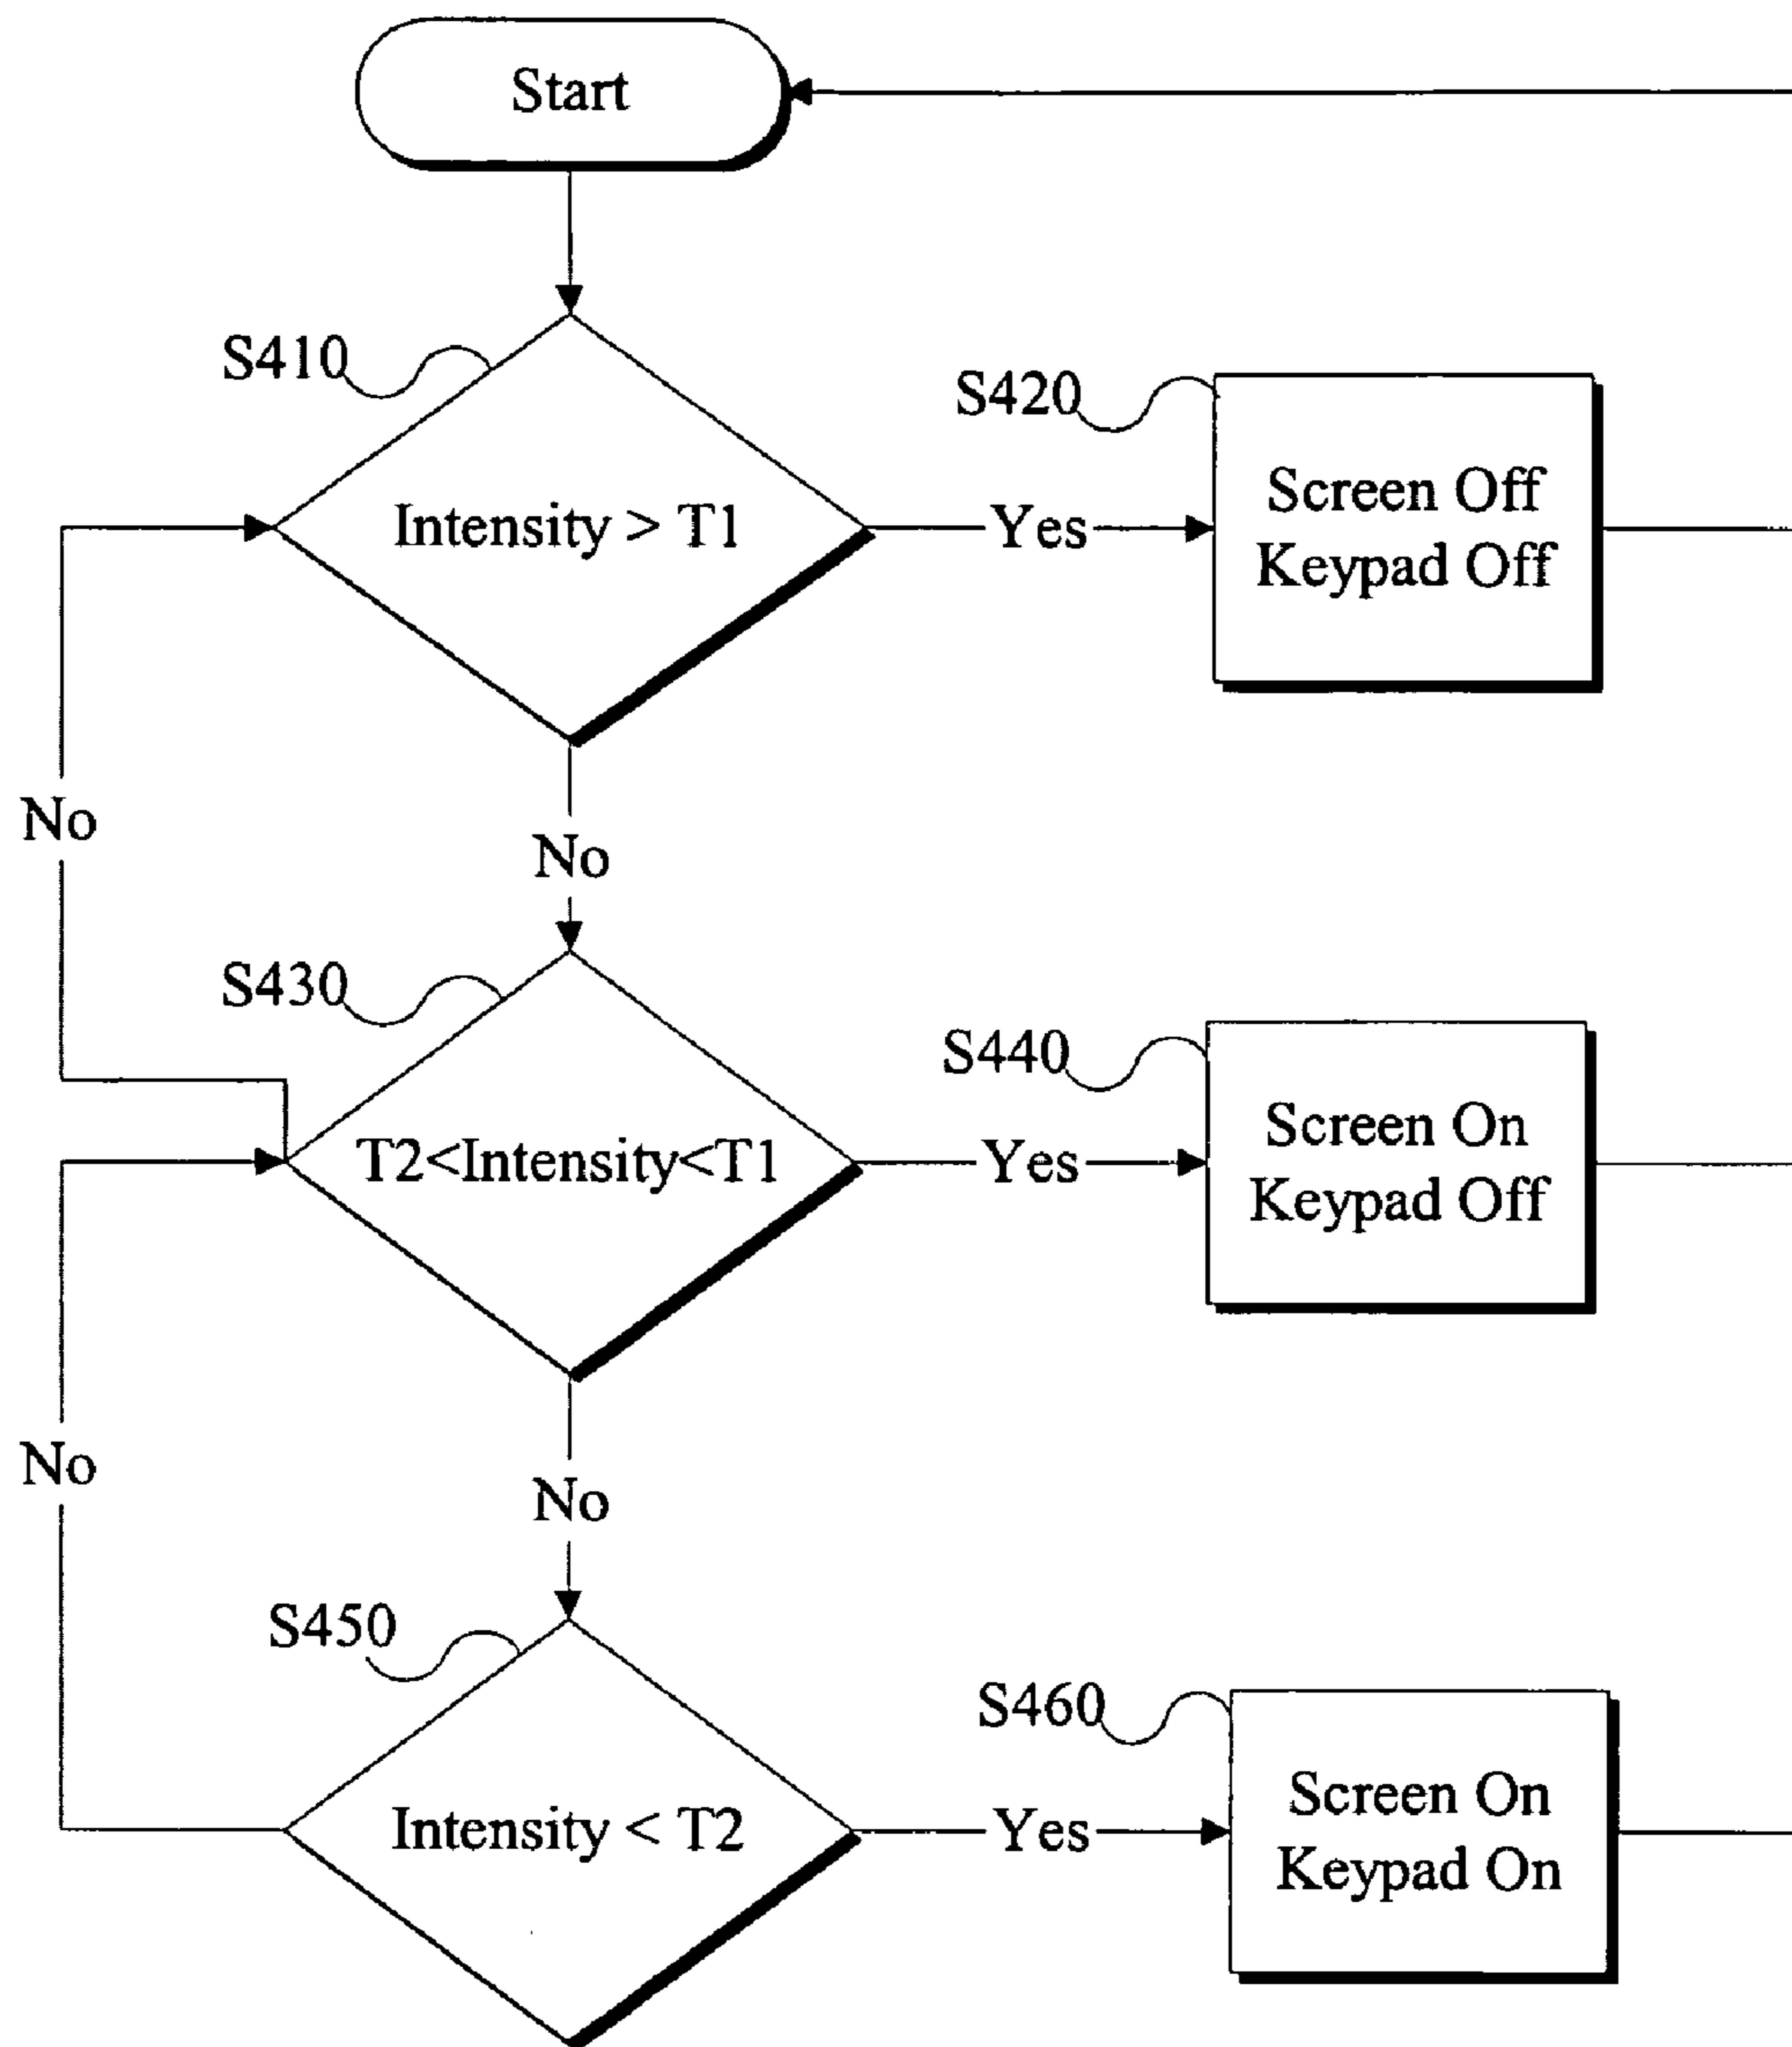 Start
S410
Intensity > T1
Yes
S420
Screen Off
Keypad Off
No
No
S430
T2<Intensity<T1
Yes
S440
Screen On
Keypad Off
No
No
S450
Intensity < T2
Yes
S460
Screen On
Keypad On